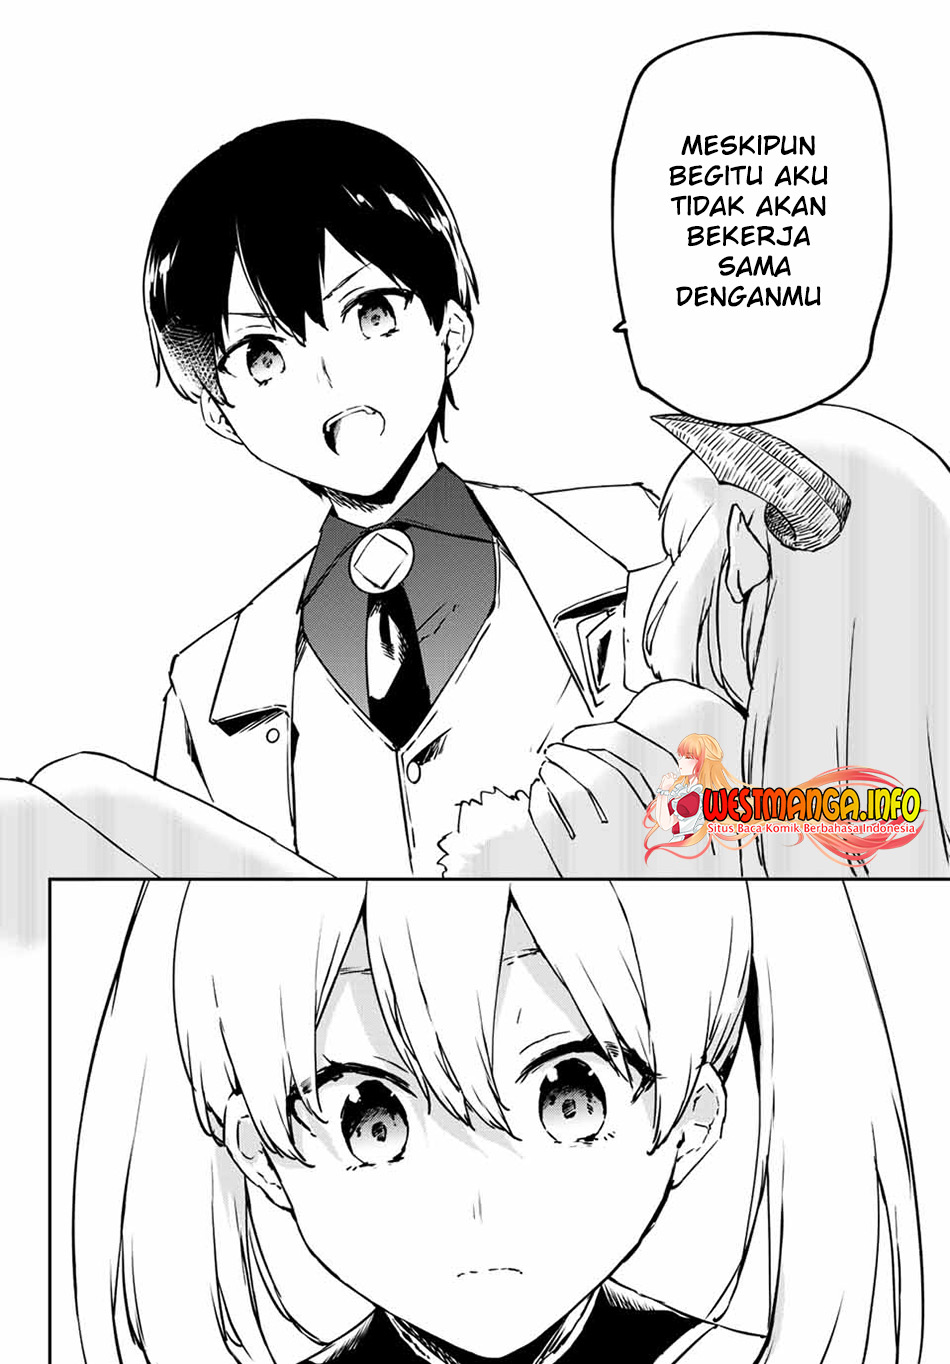 MESKIPUN
BEGITU AKU
TIDAK AKAN
BEKERJA
SAMA
DENGANMU
WESTMANGA.INFO
Situs Baca Komik Berbahasa Indonesia